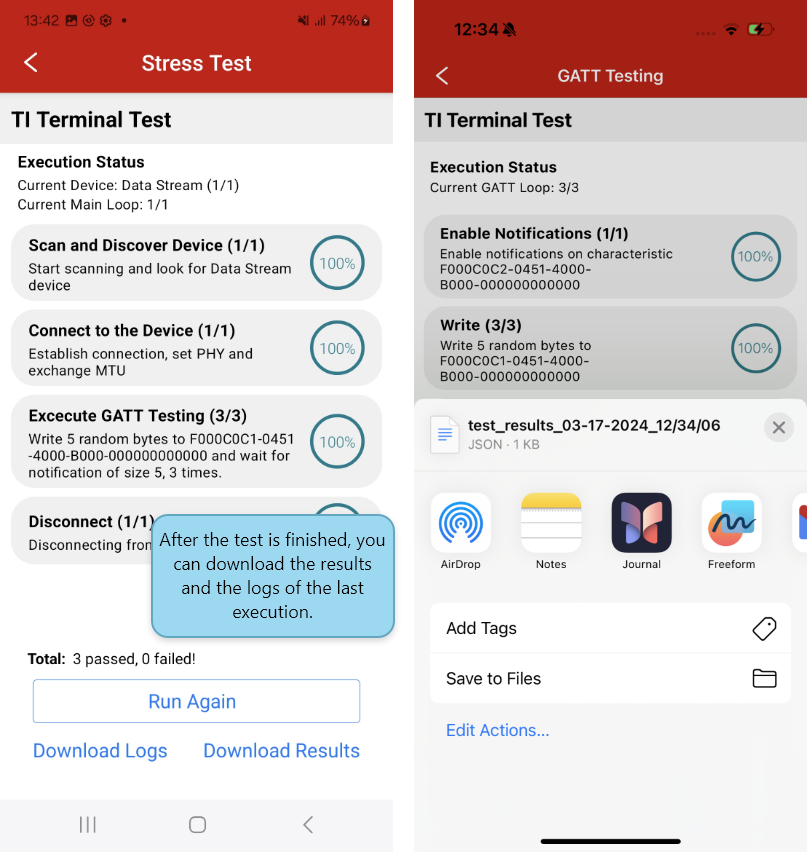 13:42
74%
Stress Test
TI Terminal Test
Execution Status
Current Device: Data Stream (1/1)
Current Main Loop: 1/1
Scan and Discover Device (1/1)
Start scanning and look for Data Stream
device
100%
Connect to the Device (1/1)
Establish connection, set PHY and
exchange MTU
100%
Excecute GATT Testing (3/3)
Write 5 random bytes to F000C0C1-0451
-4000-B000-000000000000 and wait for
notification of size 5, 3 times.
100%
Disconnect (1/1)
Disconnecting
After the test is finished, you
can download the results
and the logs of the last
execution.
Total: 3 passed, 0 failed!
Run Again
Download Logs
Download Results
12:34
GATT Testing
TI Terminal Test
Execution Status
Current GATT Loop: 3/3
Enable Notifications (1/1)
Enable notifications on characteristic
F000C0C2-0451-4000-
B000-000000000000
100%
Write (3/3)
Write 5 random bytes to
F000C0C1-0451-4000-
B000-000000000000
100%
test_results_03-17-2024_12/34/06
JSON · 1 KB
AirDrop
Notes
Journal
Freeform
Add Tags
Save to Files
Edit Actions...